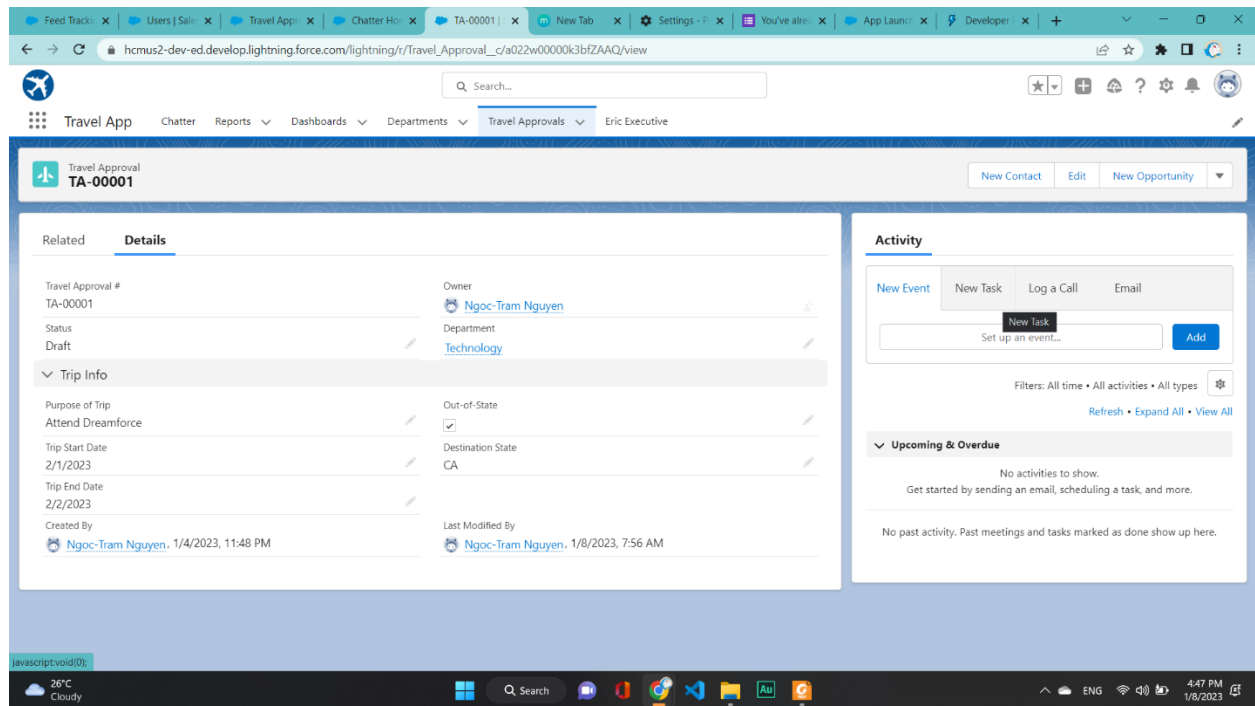 Feed Trackin
Users | Sales
Travel Appro
Chatter Hom
TA-00001 |
New Tab
Settings - P
You've alrea
App Launch
Developer
hcmus2-dev-ed.develop.lightning.force.com/lightning/r/Travel_Approval__c/a022w00000k3bfZAAQ/view
Search...
Travel App Chatter Reports Dashboards Departments Travel Approvals Eric Executive
Travel Approval
TA-00001
New Contact Edit New Opportunity
Related Details
Travel Approval #
TA-00001
Owner
Ngoc-Tram Nguyen
Status
Draft
Department
Technology
Trip Info
Purpose of Trip
Attend Dreamforce
Out-of-State
Trip Start Date
2/1/2023
Destination State
CA
Trip End Date
2/2/2023
Created By
Ngoc-Tram Nguyen, 1/4/2023, 11:48 PM
Last Modified By
Ngoc-Tram Nguyen, 1/8/2023, 7:56 AM
Activity
New Event New Task Log a Call Email
New Task
Set up an event...
Add
Filters: All time • All activities • All types
Refresh • Expand All • View All
Upcoming & Overdue
No activities to show.
Get started by sending an email, scheduling a task, and more.
No past activity. Past meetings and tasks marked as done show up here.
javascript:void(0);
26°C
Cloudy
Search
Au
ENG
4:47 PM
1/8/2023